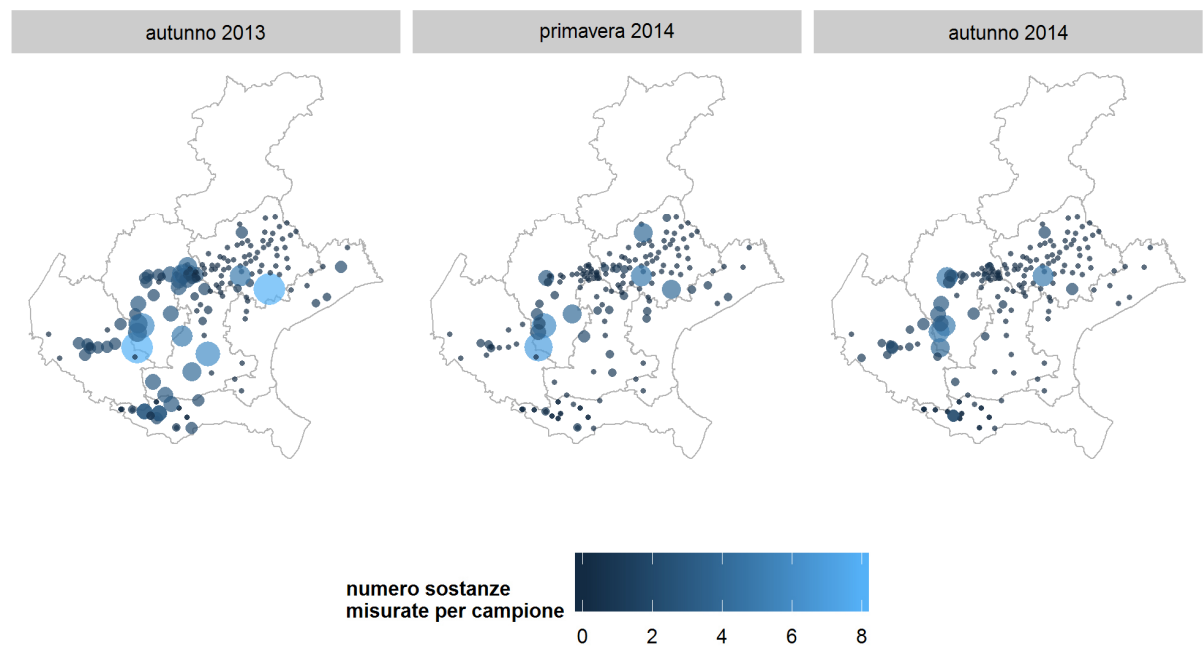 autunno 2013
primavera 2014
autunno 2014
numero sostanze
misurate per campione
0 2 4 6 8